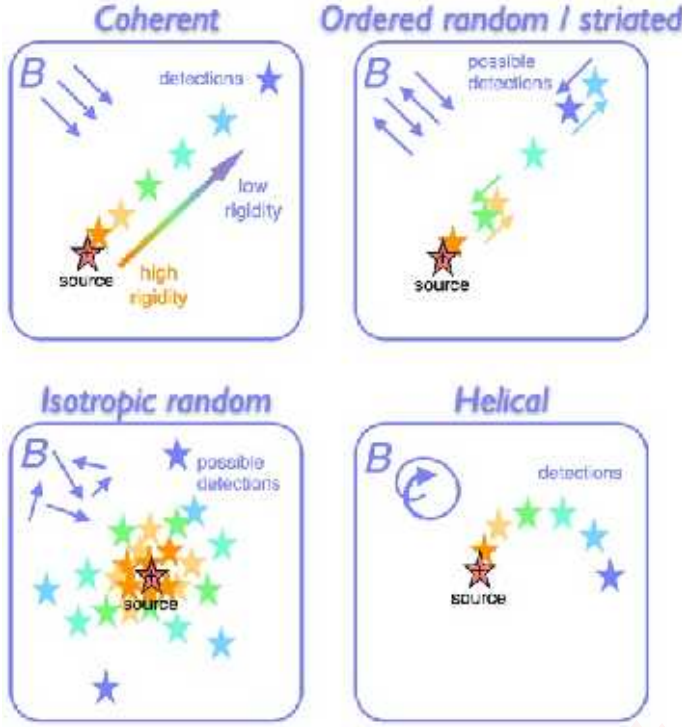 Coherent
B
detections
low
rigidity
high
rigidity
source
Ordered random / striated
B
possible
detections
source
Isotropic random
B
possible
detections
source
Helical
B
detections
source